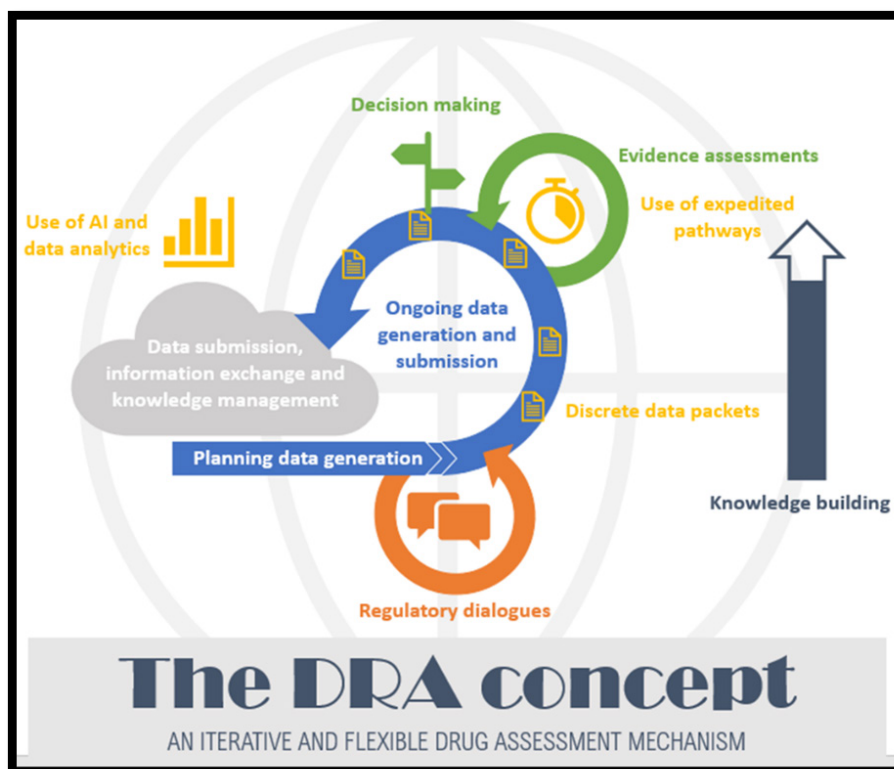 Decision making
Evidence assessments
Use of expedited
pathways
Use of AI and
data analytics
Ongoing data
generation and
submission
Data submission,
information exchange and
knowledge management
Discrete data packets
Planning data generation
Knowledge building
Regulatory dialogues
The DRA concept
AN ITERATIVE AND FLEXIBLE DRUG ASSESSMENT MECHANISM